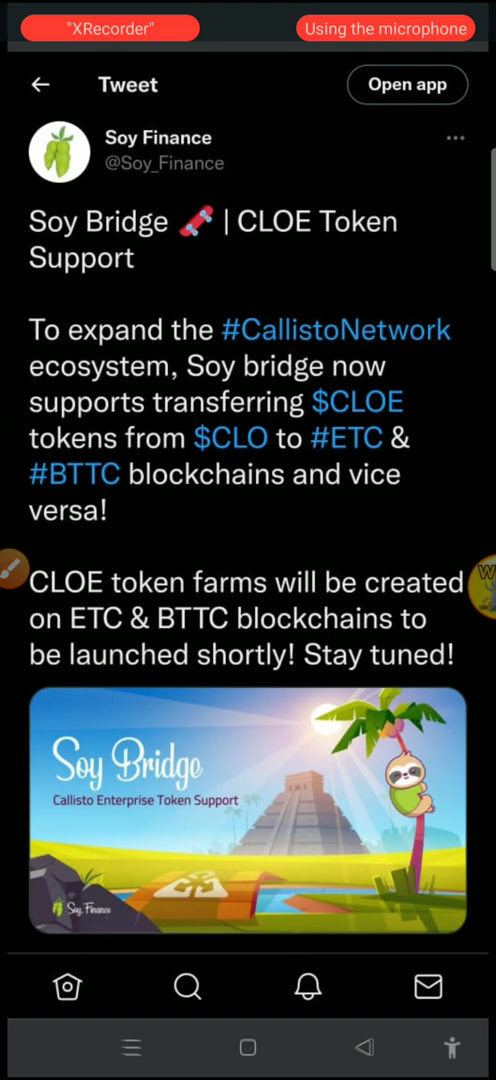 "XRecorder"
Using the microphone
Tweet
Open app
Soy Finance
@Soy_Finance
Soy Bridge 🛹 | CLOE Token
Support
To expand the #CallistoNetwork
ecosystem, Soy bridge now
supports transferring $CLOE
tokens from $CLO to #ETC &
#BTTC blockchains and vice
versa!
CLOE token farms will be created
on ETC & BTTC blockchains to
be launched shortly! Stay tuned!
Soy Bridge
Callisto Enterprise Token Support
Soy.Finance
W